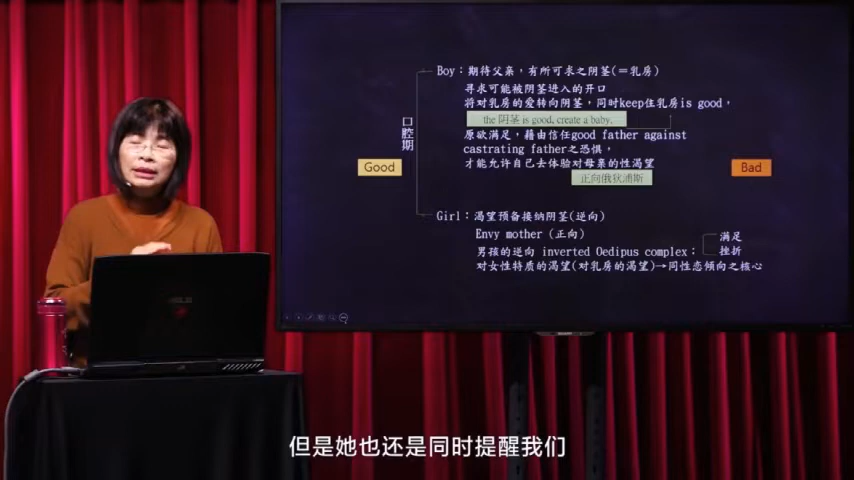 Boy：期待父亲，有所可求之阴茎(＝乳房)
寻求可能被阴茎进入的开口
将对乳房的爱转向阴茎，同时keep住乳房is good，
the 阴茎 is good, create a baby.
原欲满足，藉由信任good father against
castrating father之恐惧，
才能允许自己去体验对母亲的性渴望
正向俄狄浦斯
口腔期
Good
Bad
Girl：渴望预备接纳阴茎(逆向)
Envy mother (正向)
男孩的逆向 inverted Oedipus complex：
满足
挫折
对女性特质的渴望(对乳房的渴望)→同性恋倾向之核心
但是她也还是同时提醒我们